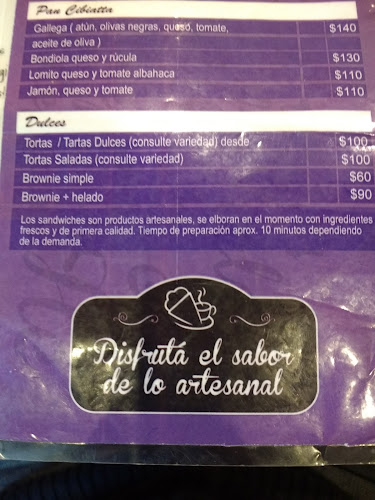 Pan Cibiatta
Gallega ( atún, olivas negras, queso, tomate, $140
aceite de oliva )
Bondiola queso y rúcula $130
Lomito queso y tomate albahaca $110
Jamón, queso y tomate $110
Dulces
Tortas / Tartas Dulces (consulte variedad) desde $100
Tortas Saladas (consulte variedad) $100
Brownie simple $60
Brownie + helado $90
Los sandwiches son productos artesanales, se elboran en el momento con ingredientes
frescos y de primera calidad. Tiempo de preparación aprox. 10 minutos dependiendo
de la demanda.
Disfrutá el sabor
de lo artesanal